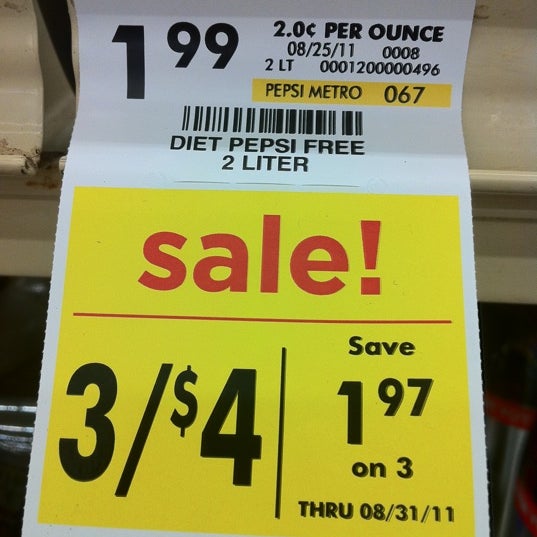 1.99 2.0¢ PER OUNCE
08/25/11 0008
2 LT 0001200000496
PEPSI METRO 067
DIET PEPSI FREE
2 LITER
sale!
3/$4
Save
1.97
on 3
THRU 08/31/11